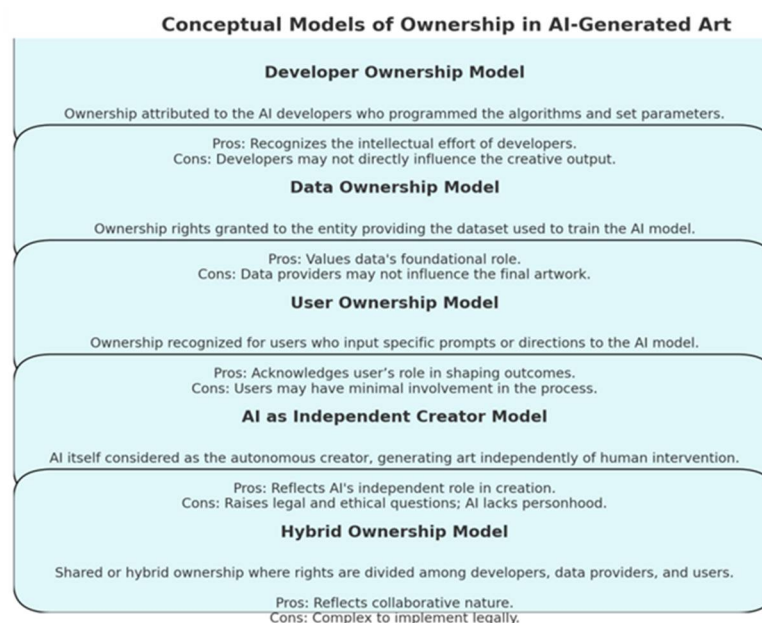 Conceptual Models of Ownership in AI-Generated Art
Developer Ownership Model
Ownership attributed to the AI developers who programmed the algorithms and set parameters.
Pros: Recognizes the intellectual effort of developers.
Cons: Developers may not directly influence the creative output.
Data Ownership Model
Ownership rights granted to the entity providing the dataset used to train the AI model.
Pros: Values data's foundational role.
Cons: Data providers may not influence the final artwork.
User Ownership Model
Ownership recognized for users who input specific prompts or directions to the AI model.
Pros: Acknowledges user’s role in shaping outcomes.
Cons: Users may have minimal involvement in the process.
AI as Independent Creator Model
AI itself considered as the autonomous creator, generating art independently of human intervention.
Pros: Reflects AI's independent role in creation.
Cons: Raises legal and ethical questions; AI lacks personhood.
Hybrid Ownership Model
Shared or hybrid ownership where rights are divided among developers, data providers, and users.
Pros: Reflects collaborative nature.
Cons: Complex to implement legally.